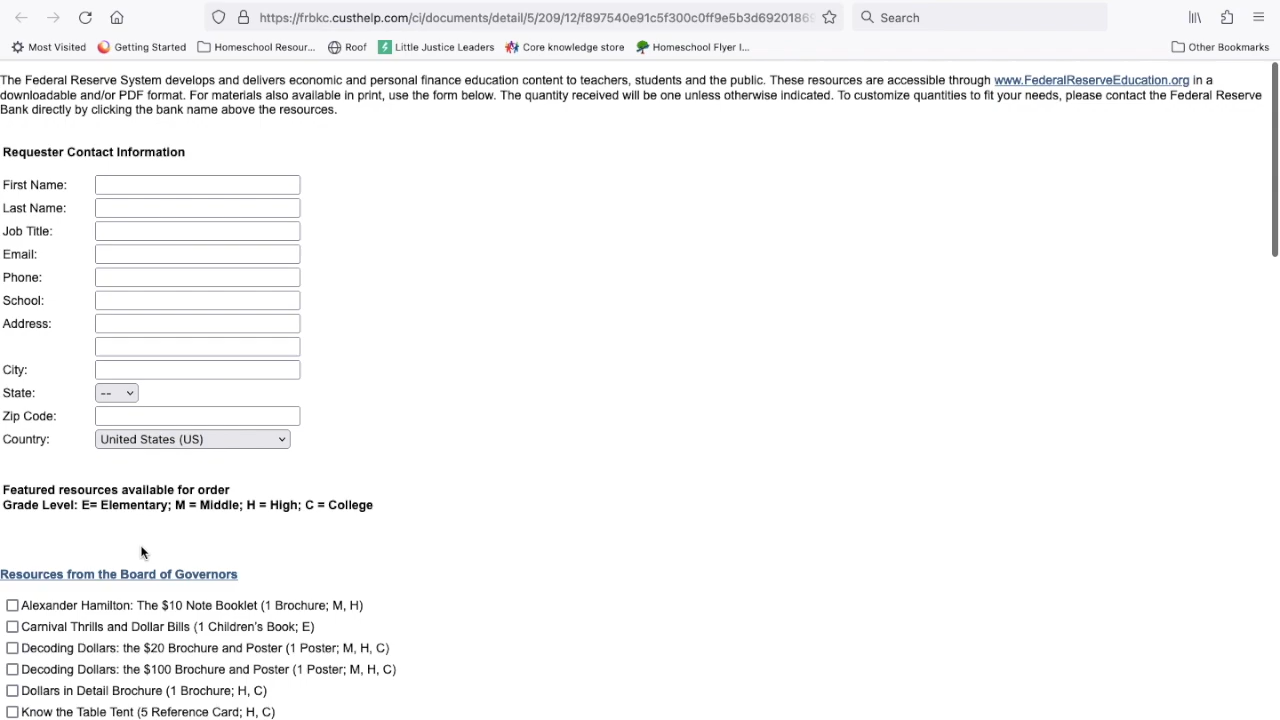 https://frbkc.custhelp.com/ci/documents/detail/5/209/12/f897540e91c5f300c0ff9e5b3d6920186
Search
Most Visited
Getting Started
Homeschool Resour...
Roof
Little Justice Leaders
Core knowledge store
Homeschool Flyer I...
Other Bookmarks
The Federal Reserve System develops and delivers economic and personal finance education content to teachers, students and the public. These resources are accessible through www.FederalReserveEducation.org in a
downloadable and/or PDF format. For materials also available in print, use the form below. The quantity received will be one unless otherwise indicated. To customize quantities to fit your needs, please contact the Federal Reserve
Bank directly by clicking the bank name above the resources.
Requester Contact Information
First Name:
Last Name:
Job Title:
Email:
Phone:
School:
Address:
City:
State: --
Zip Code:
Country: United States (US)
Featured resources available for order
Grade Level: E= Elementary; M = Middle; H = High; C = College
Resources from the Board of Governors
Alexander Hamilton: The $10 Note Booklet (1 Brochure; M, H)
Carnival Thrills and Dollar Bills (1 Children's Book; E)
Decoding Dollars: the $20 Brochure and Poster (1 Poster; M, H, C)
Decoding Dollars: the $100 Brochure and Poster (1 Poster; M, H, C)
Dollars in Detail Brochure (1 Brochure; H, C)
Know the Table Tent (5 Reference Card; H, C)